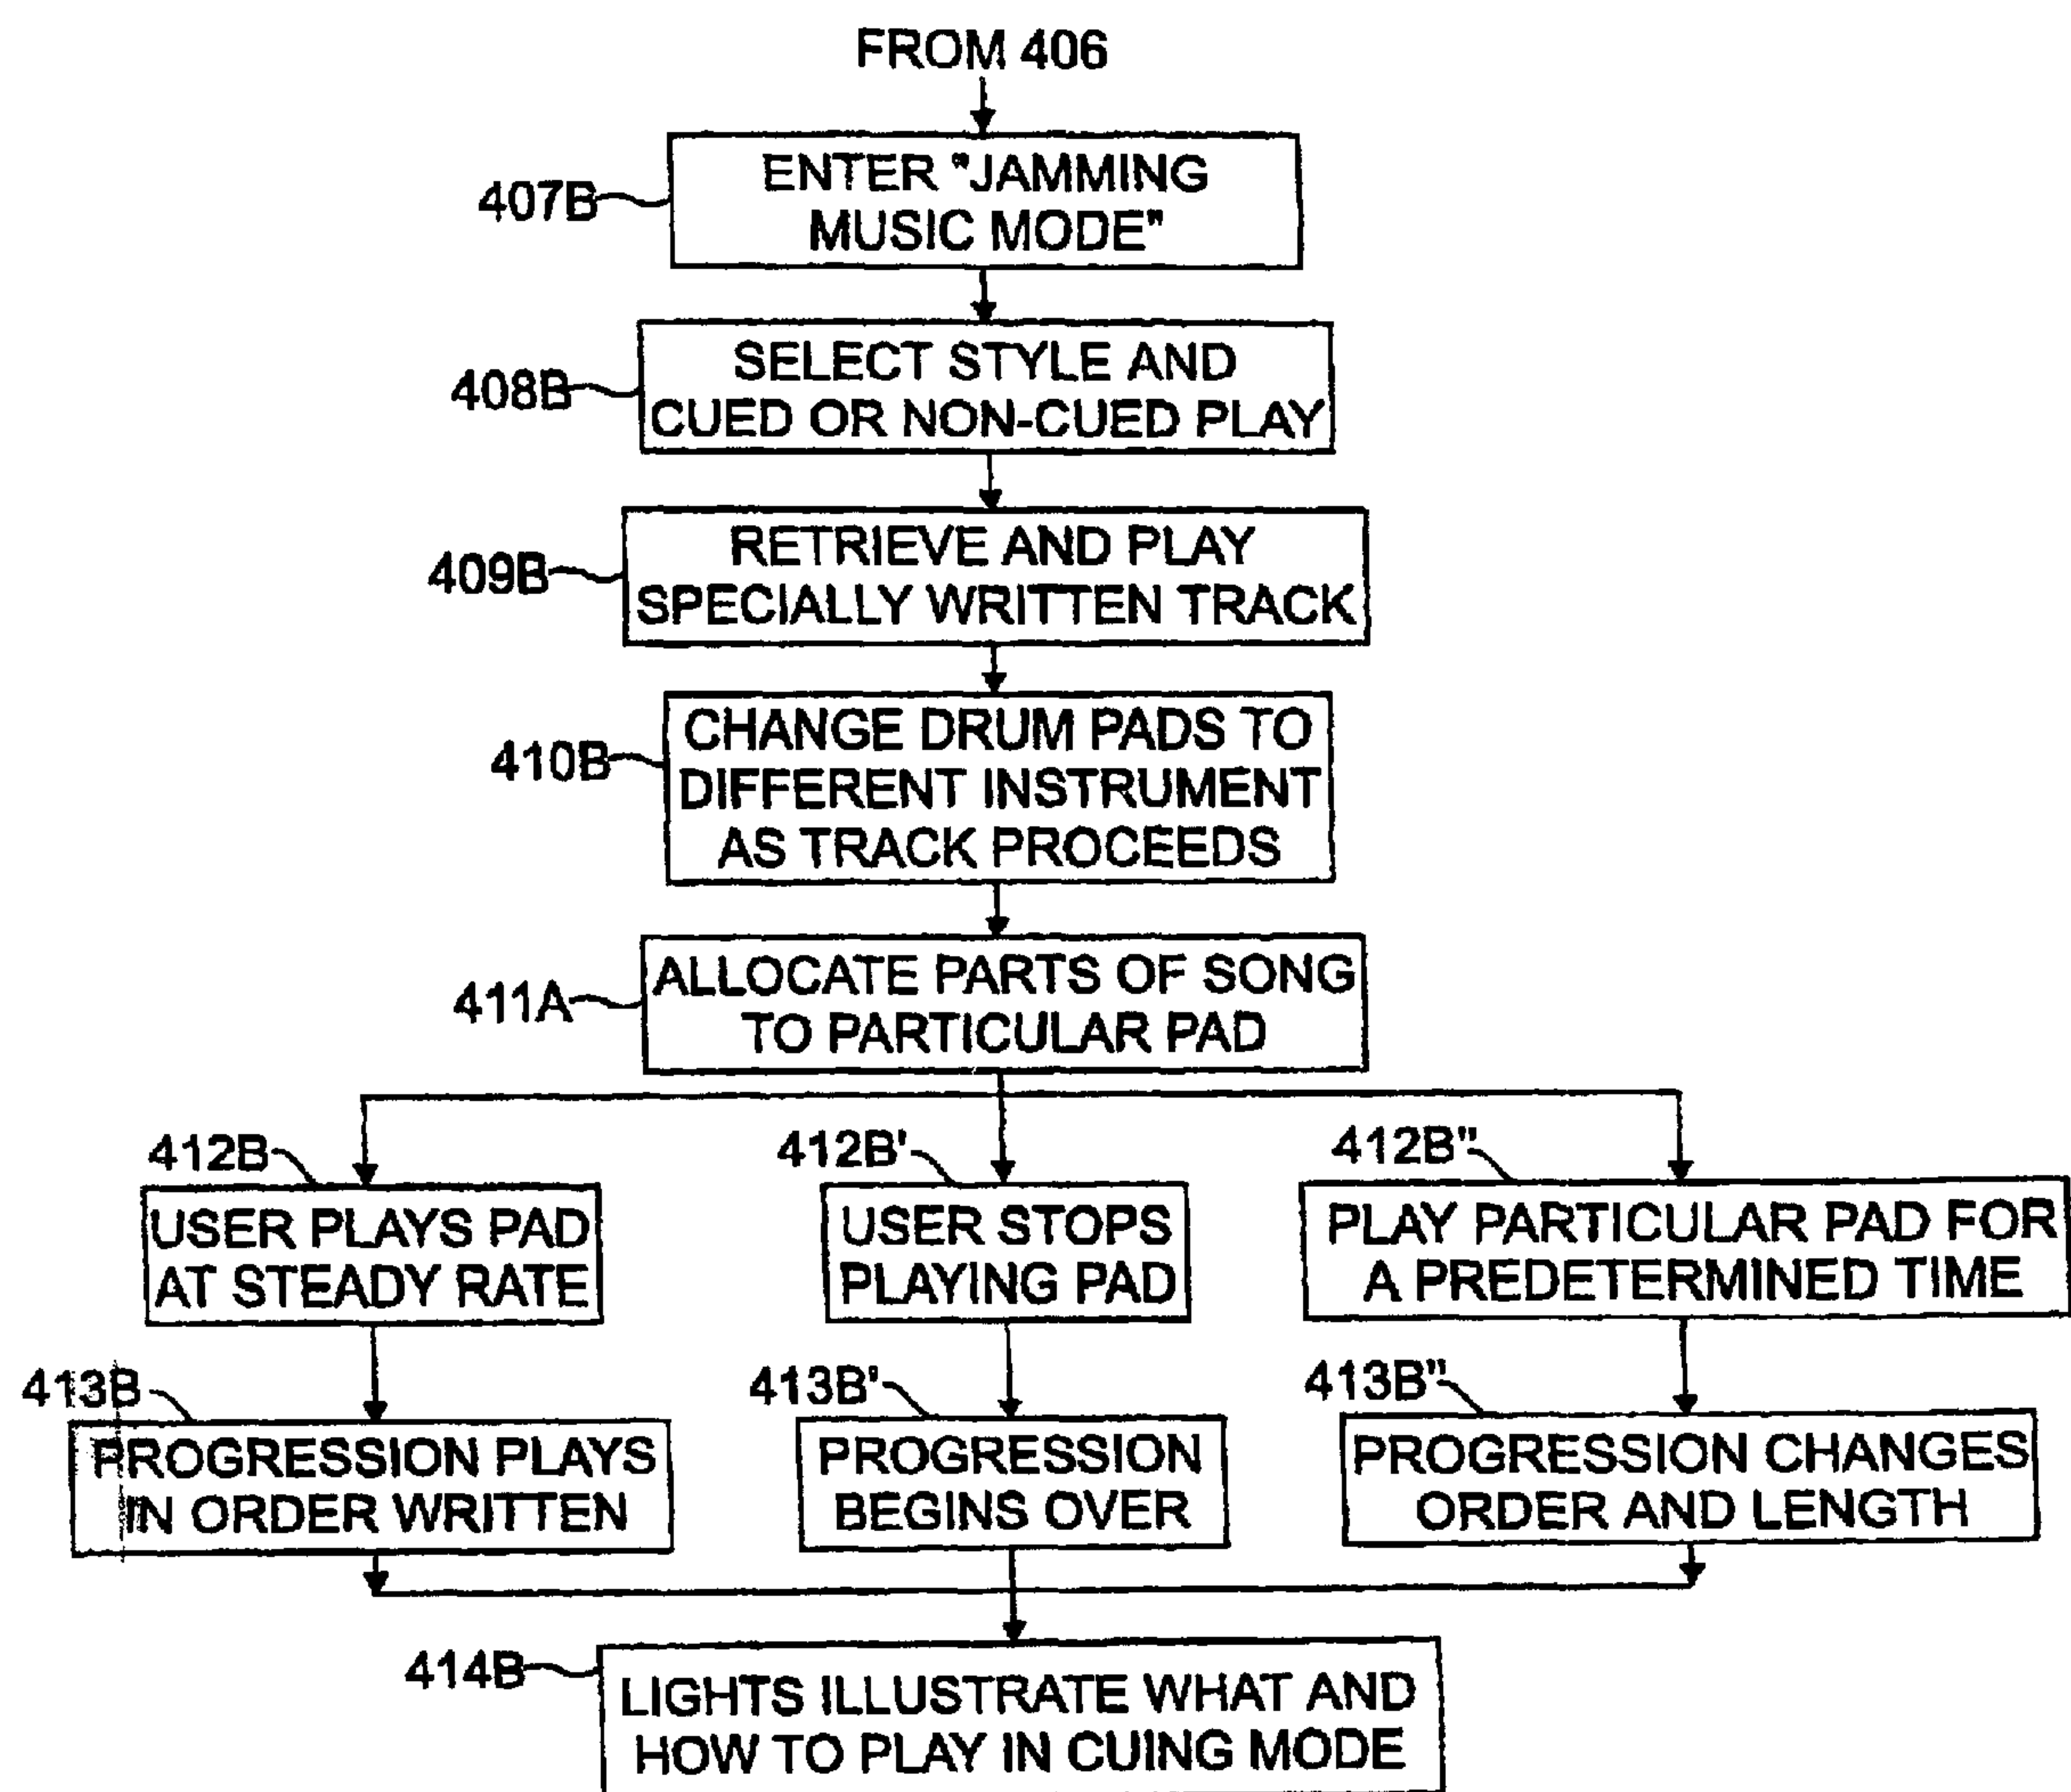 FROM 406
407B
ENTER "JAMMING
MUSIC MODE"
408B
SELECT STYLE AND
CUED OR NON-CUED PLAY
409B
RETRIEVE AND PLAY
SPECIALLY WRITTEN TRACK
410B
CHANGE DRUM PADS TO
DIFFERENT INSTRUMENT
AS TRACK PROCEEDS
411A
ALLOCATE PARTS OF SONG
TO PARTICULAR PAD
412B
USER PLAYS PAD
AT STEADY RATE
412B'
USER STOPS
PLAYING PAD
412B"
PLAY PARTICULAR PAD FOR
A PREDETERMINED TIME
413B
PROGRESSION PLAYS
IN ORDER WRITTEN
413B'
PROGRESSION
BEGINS OVER
413B"
PROGRESSION CHANGES
ORDER AND LENGTH
414B
LIGHTS ILLUSTRATE WHAT AND
HOW TO PLAY IN CUING MODE